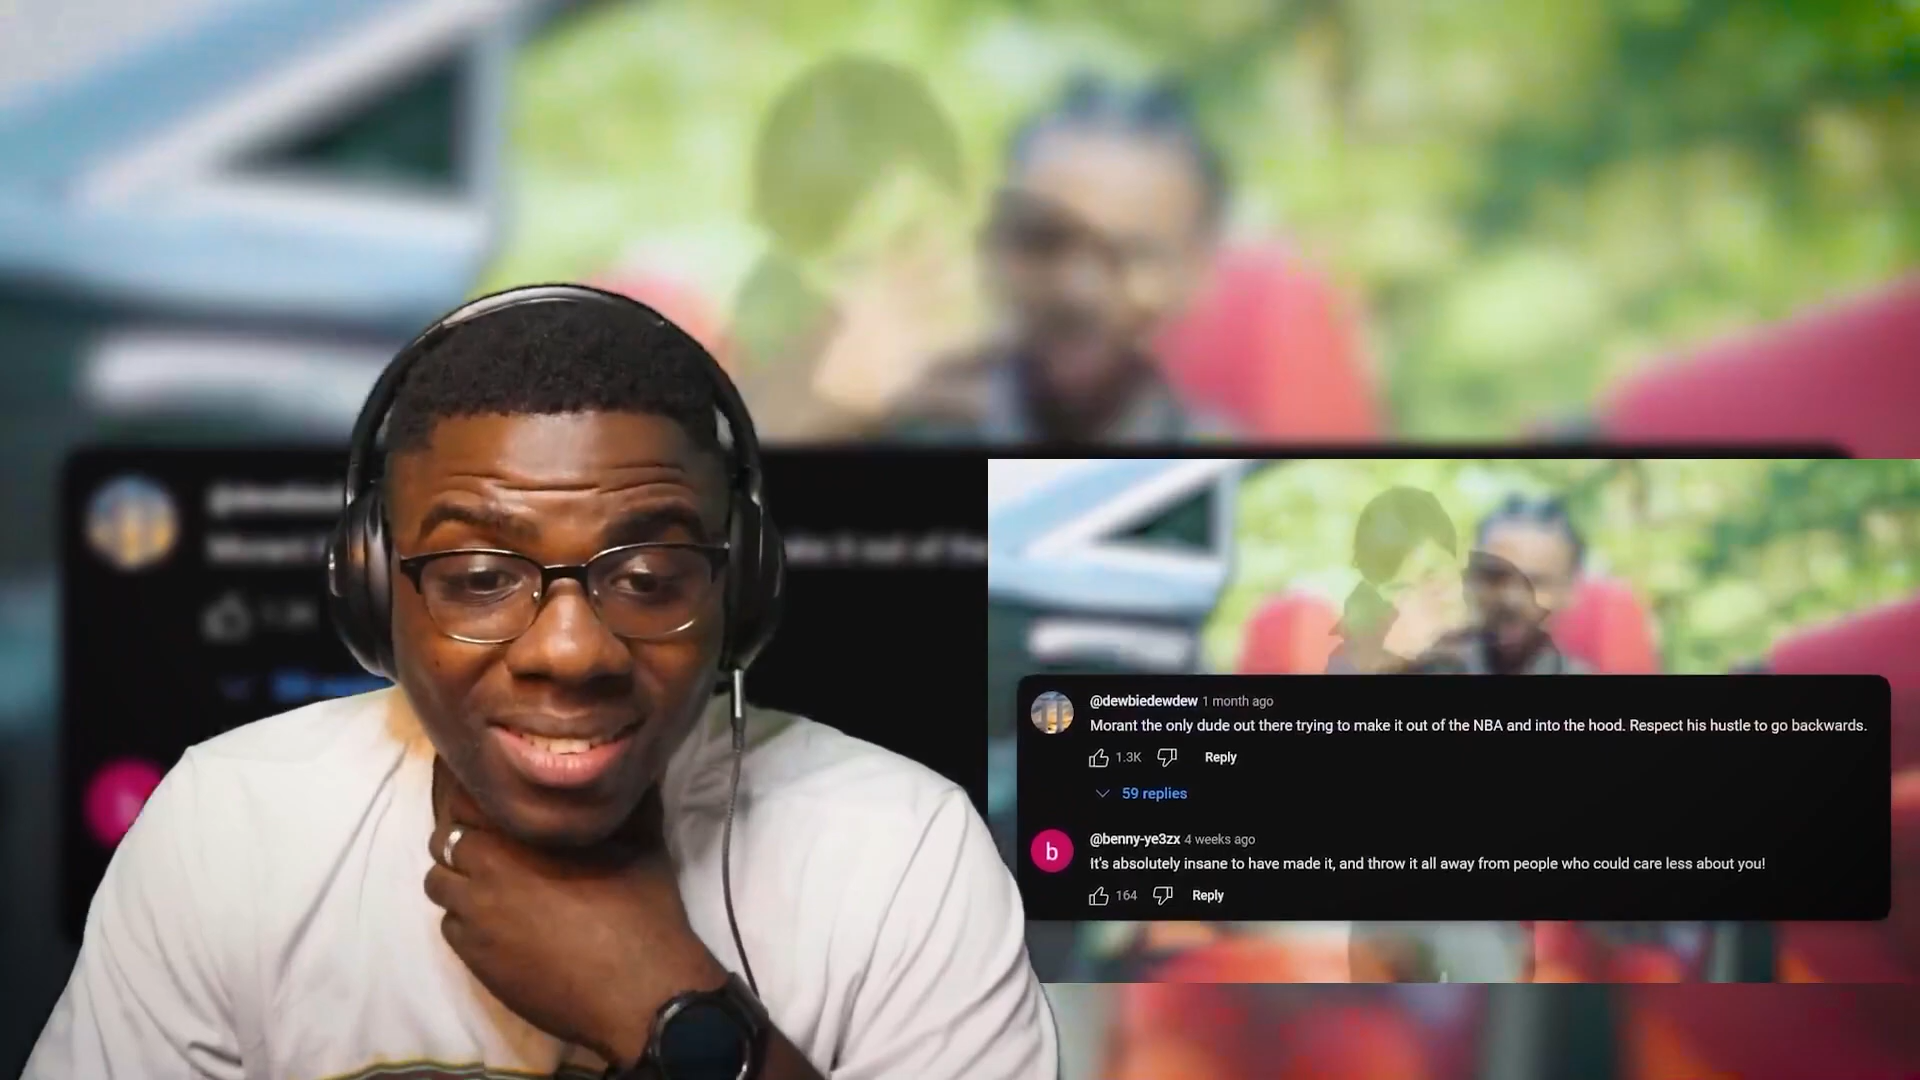 @dewbiedewdew 1 month ago
Morant the only dude out there trying to make it out of the NBA and into the hood. Respect his hustle to go backwards.
1.3K Reply
59 replies
b
@benny-ye3zx 4 weeks ago
It's absolutely insane to have made it, and throw it all away from people who could care less about you!
164 Reply